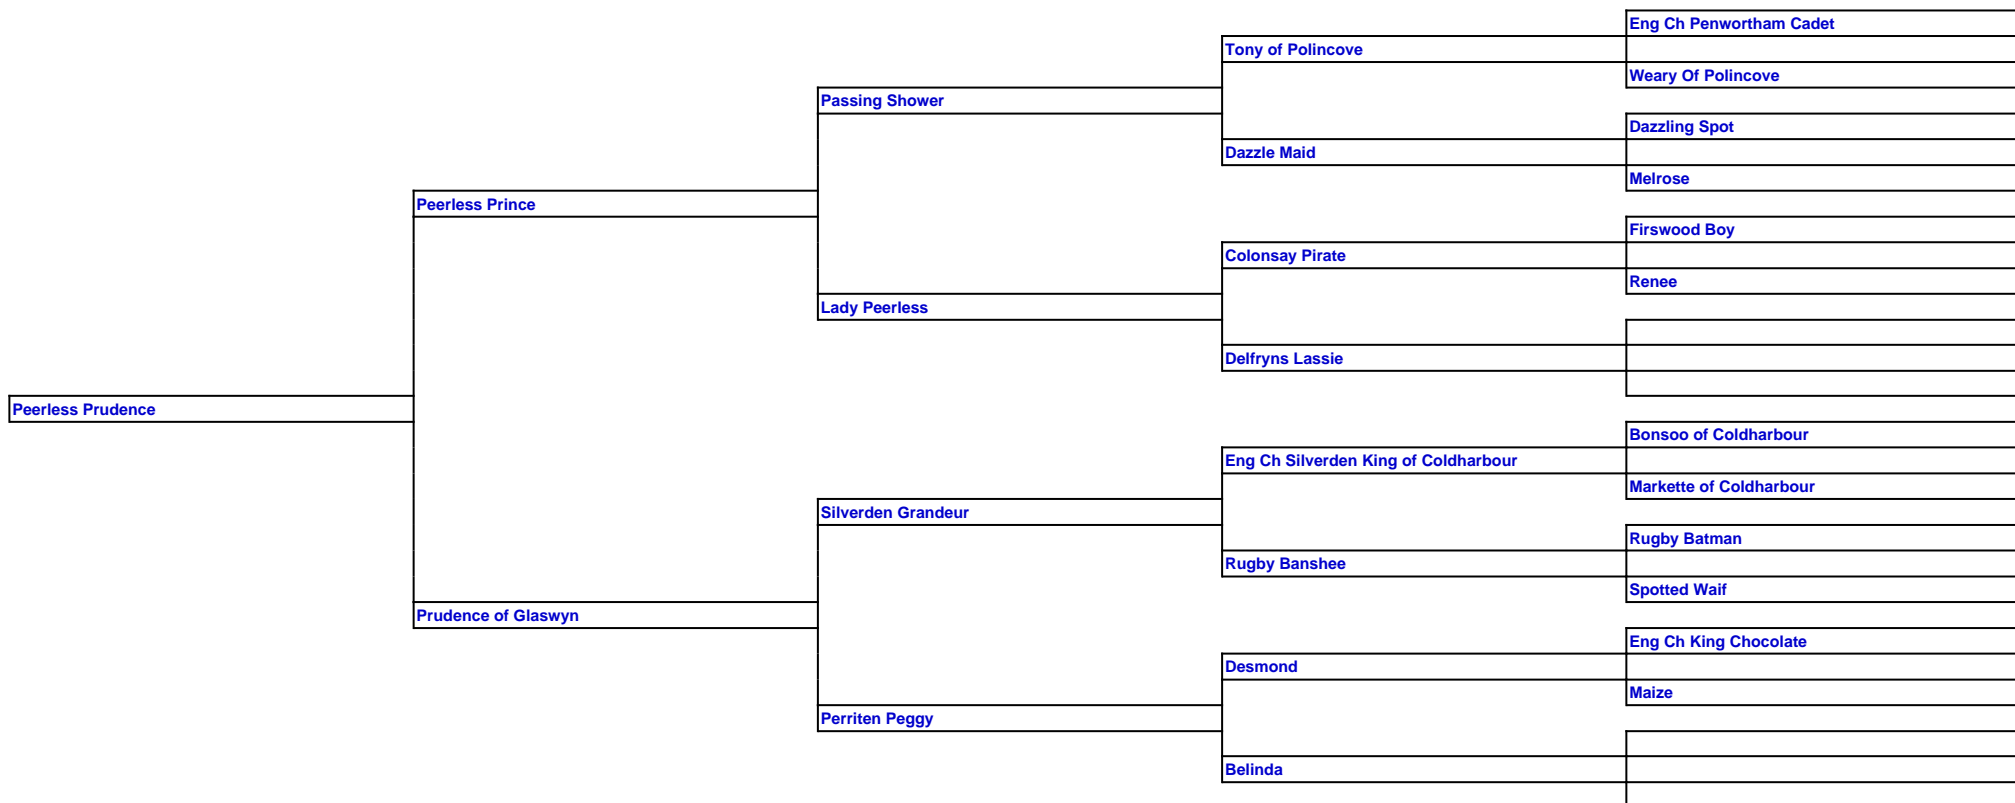 Eng Ch Penwortham Cadet
Tony of Polincove
Weary Of Polincove
Passing Shower
Dazzling Spot
Dazzle Maid
Melrose
Peerless Prince
Firswood Boy
Colonsay Pirate
Renee
Lady Peerless
Delfryns Lassie
Peerless Prudence
Bonsoo of Coldharbour
Eng Ch Silverden King of Coldharbour
Markette of Coldharbour
Silverden Grandeur
Rugby Batman
Rugby Banshee
Spotted Waif
Prudence of Glaswyn
Eng Ch King Chocolate
Desmond
Maize
Perriten Peggy
Belinda